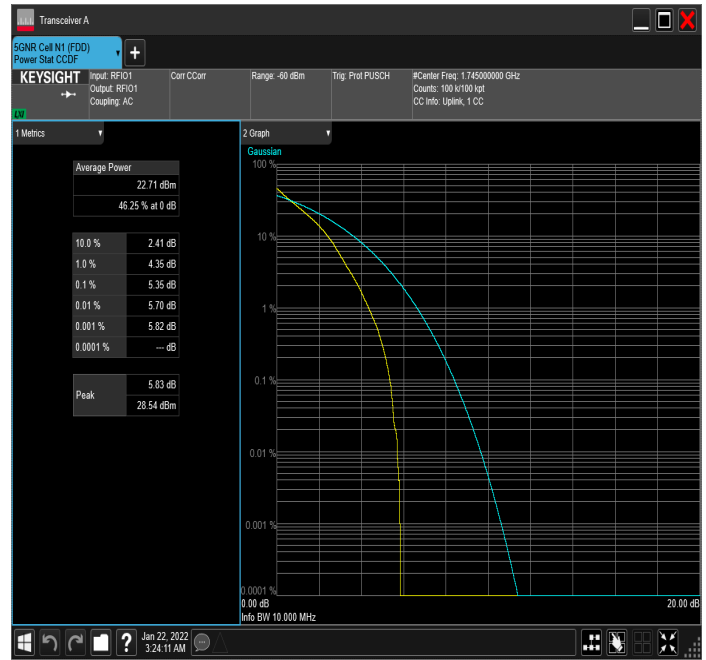 Transceiver A
5GNR Cell N1 (FDD)
Power Stat CCDF
KEYSIGHT
LXI
Input: RFIO1
Output: RFIO1
Coupling: AC
Corr CCorr
Range: -60 dBm
Trig: Prot PUSCH
#Center Freq: 1.745000000 GHz
Counts: 100 k/100 kpt
CC Info: Uplink, 1 CC
1 Metrics
Average Power
22.71 dBm
46.25 % at 0 dB
10.0 % 2.41 dB
1.0 % 4.35 dB
0.1 % 5.35 dB
0.01 % 5.70 dB
0.001 % 5.82 dB
0.0001 % --- dB
Peak
5.83 dB
28.54 dBm
2 Graph
Gaussian
100 %
10 %
1 %
0.1 %
0.01 %
0.001 %
0.0001 %
0.00 dB
20.00 dB
Info BW 10.000 MHz
Jan 22, 2022
3:24:11 AM